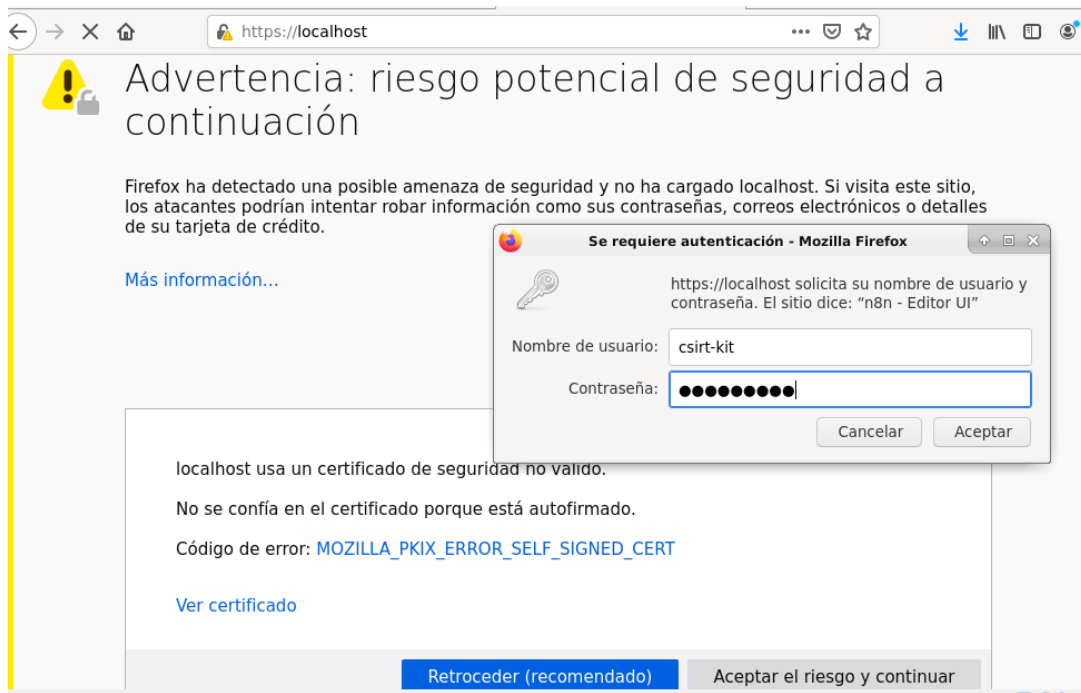 https://localhost
Advertencia: riesgo potencial de seguridad a
continuación
Firefox ha detectado una posible amenaza de seguridad y no ha cargado localhost. Si visita este sitio,
los atacantes podrían intentar robar información como sus contraseñas, correos electrónicos o detalles
de su tarjeta de crédito.
Más información...
Se requiere autenticación - Mozilla Firefox
https://localhost solicita su nombre de usuario y
contraseña. El sitio dice: “n8n - Editor UI”
Nombre de usuario: csirt-kit
Contraseña: ●●●●●●●●●
Cancelar Aceptar
localhost usa un certificado de seguridad no válido.
No se confía en el certificado porque está autofirmado.
Código de error: MOZILLA_PKIX_ERROR_SELF_SIGNED_CERT
Ver certificado
Retroceder (recomendado) Aceptar el riesgo y continuar